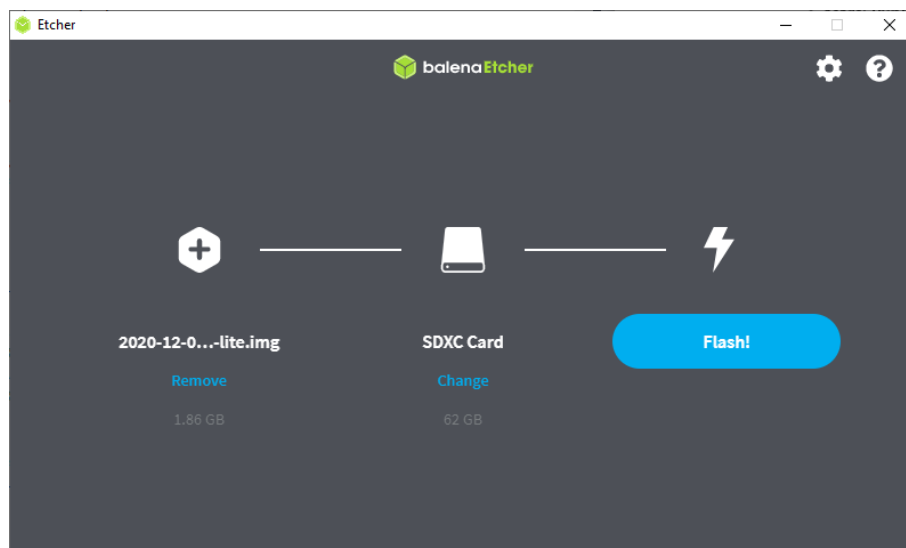 Etcher
balenaEtcher
2020-12-0...-lite.img
SDXC Card
Flash!
Remove
Change
1.86 GB
62 GB